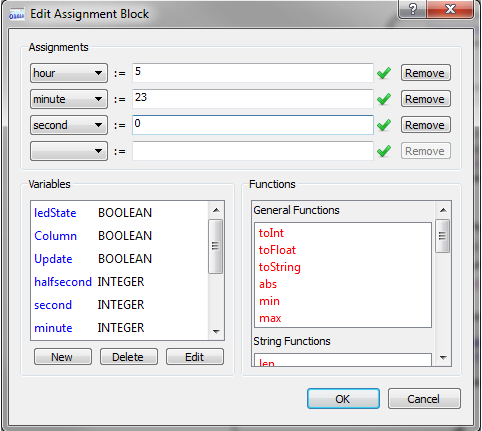 Edit Assignment Block
Assignments
hour := 5 Remove
minute := 23 Remove
second := 0 Remove
:= Remove
Variables
ledState BOOLEAN
Column BOOLEAN
Update BOOLEAN
halfsecond INTEGER
second INTEGER
minute INTEGER
New Delete Edit
Functions
General Functions
toInt
toFloat
toString
abs
min
max
String Functions
len
OK Cancel